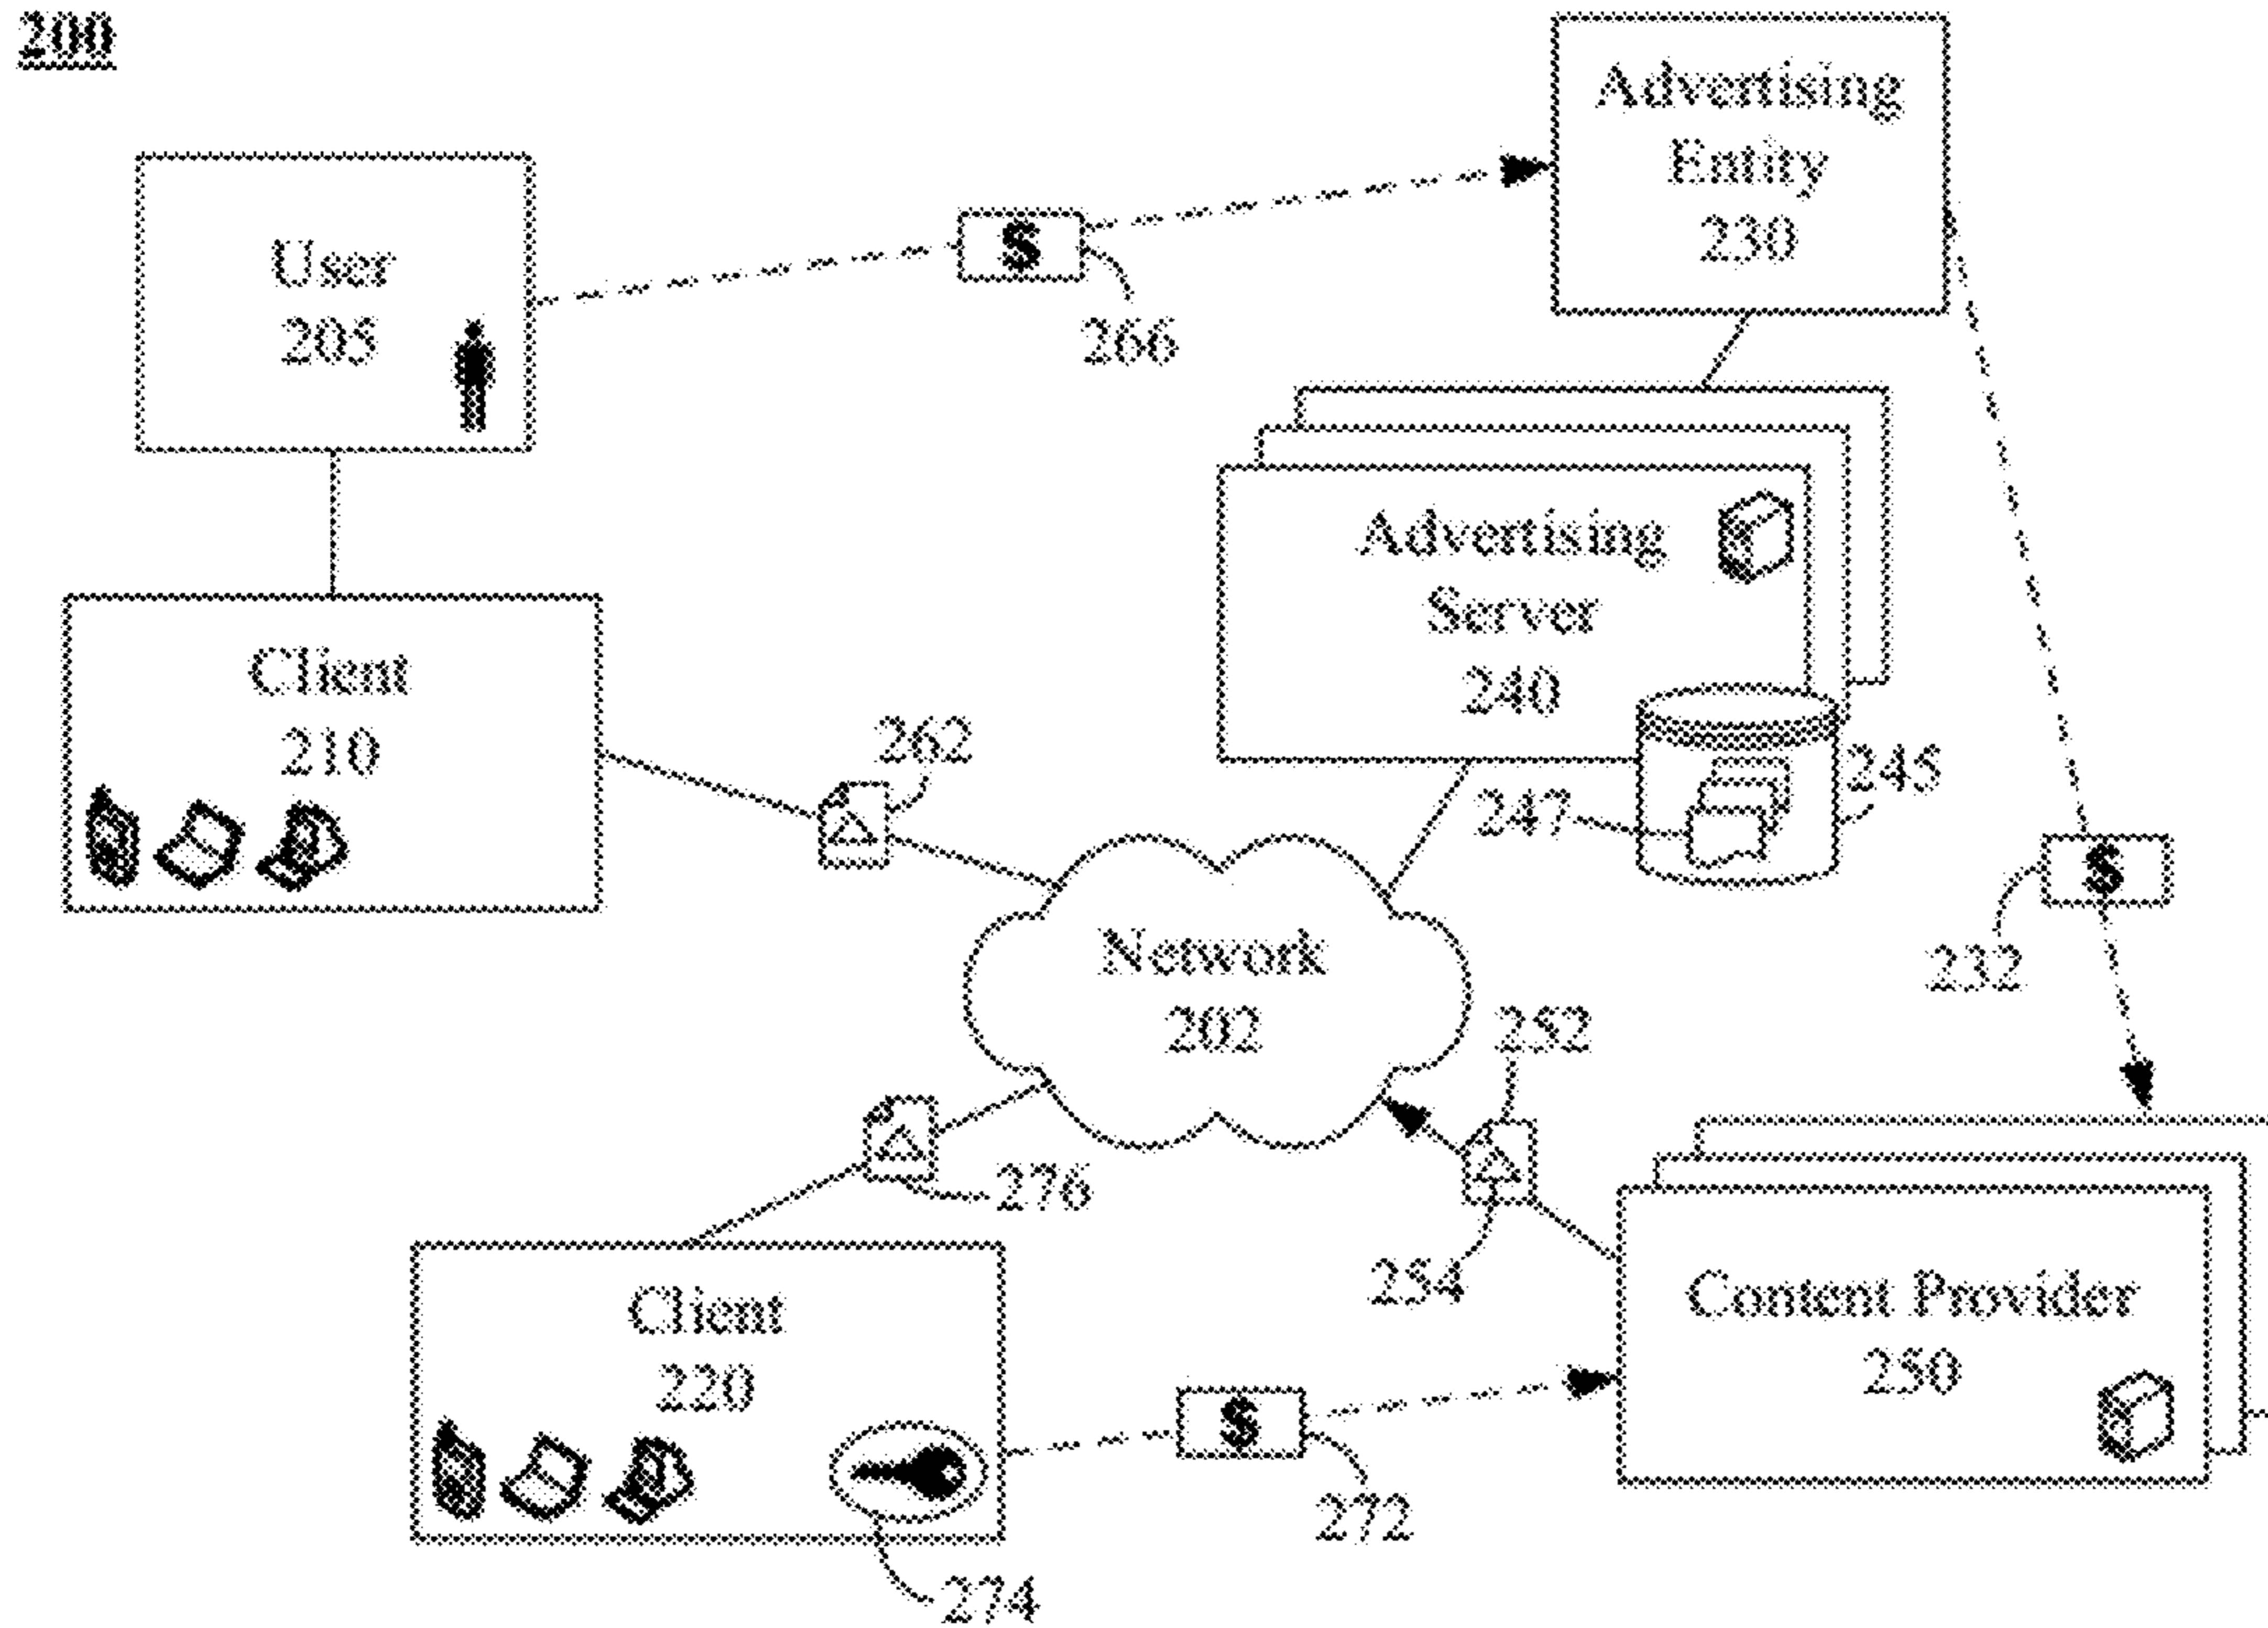 200
Advertising
Entity
230
User
205
$
266
Advertising
Server
240
Client
210
262
245
247
$
232
Network
202
252
276
254
Content Provider
250
Client
220
$
272
274